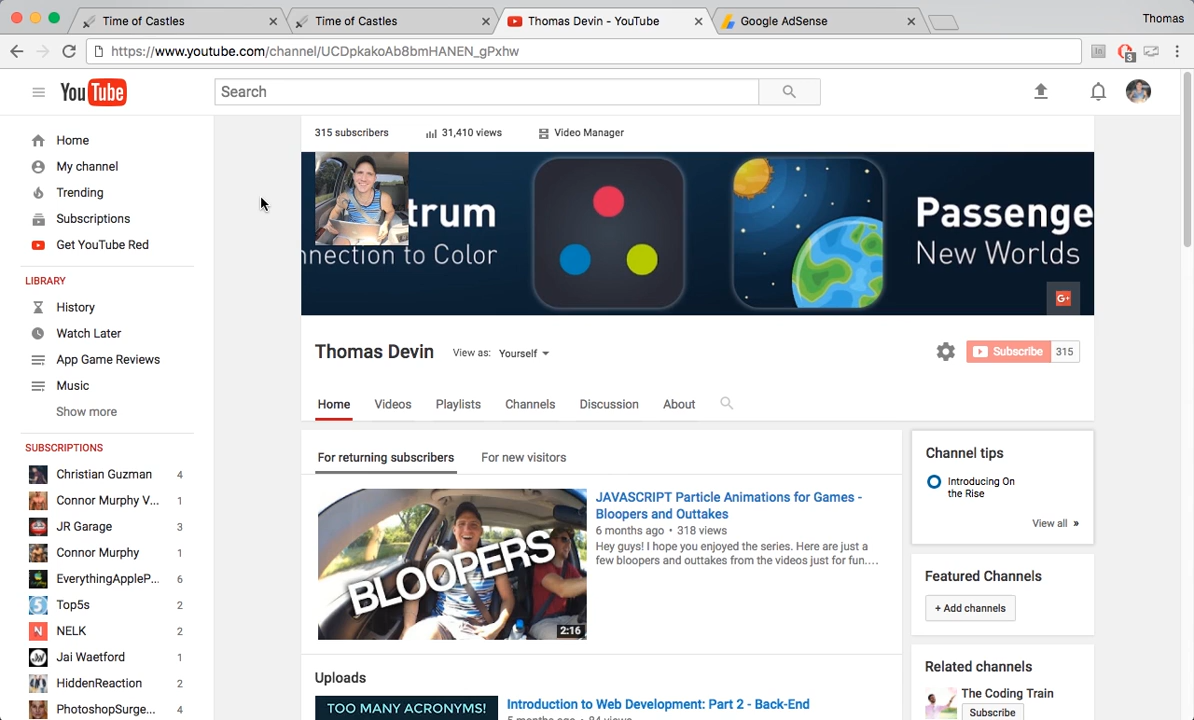 Time of Castles
Time of Castles
Thomas Devin - YouTube
Google AdSense
Thomas
https://www.youtube.com/channel/UCDpkakoAb8bmHANEN_gPxhw
In
3
YouTube
Search
Home
My channel
Trending
Subscriptions
Get YouTube Red
LIBRARY
History
Watch Later
App Game Reviews
Music
Show more
SUBSCRIPTIONS
Christian Guzman 4
Connor Murphy V... 1
JR Garage 3
Connor Murphy 1
EverythingAppleP... 6
Top5s 2
NELK 2
Jai Waetford 1
HiddenReaction 2
PhotoshopSurge... 4
315 subscribers
31,410 views
Video Manager
trum
nnection to Color
Passenge
New Worlds
G+
Thomas Devin
View as: Yourself
Subscribe 315
Home
Videos
Playlists
Channels
Discussion
About
For returning subscribers
For new visitors
BLOOPERS
2:16
JAVASCRIPT Particle Animations for Games -
Bloopers and Outtakes
6 months ago • 318 views
Hey guys! I hope you enjoyed the series. Here are just a
few bloopers and outtakes from the videos just for fun....
Uploads
TOO MANY ACRONYMS!
Introduction to Web Development: Part 2 - Back-End
5 months ago • 84 views
Channel tips
Introducing On
the Rise
View all »
Featured Channels
+ Add channels
Related channels
The Coding Train
Subscribe